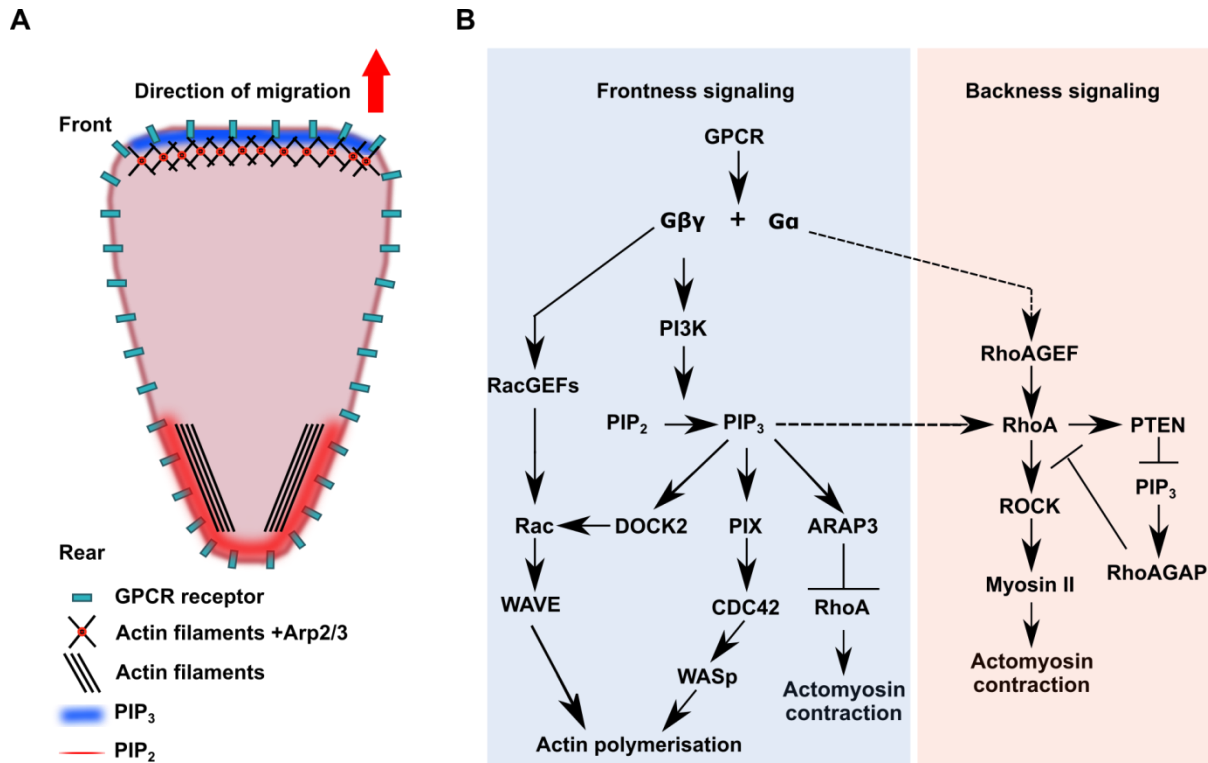 A
Direction of migration
Front
Rear
GPCR receptor
Actin filaments +Arp2/3
Actin filaments
PIP₃
PIP₂
B
Frontness signaling
GPCR
Gβγ + Gα
PI3K
RacGEFs
PIP₂
PIP₃
Rac
DOCK2
PIX
ARAP3
WAVE
CDC42
RhoA
WASp
Actomyosin
contraction
Actin polymerisation
Backness signaling
RhoAGEF
RhoA
PTEN
ROCK
PIP₃
Myosin II
RhoAGAP
Actomyosin
contraction